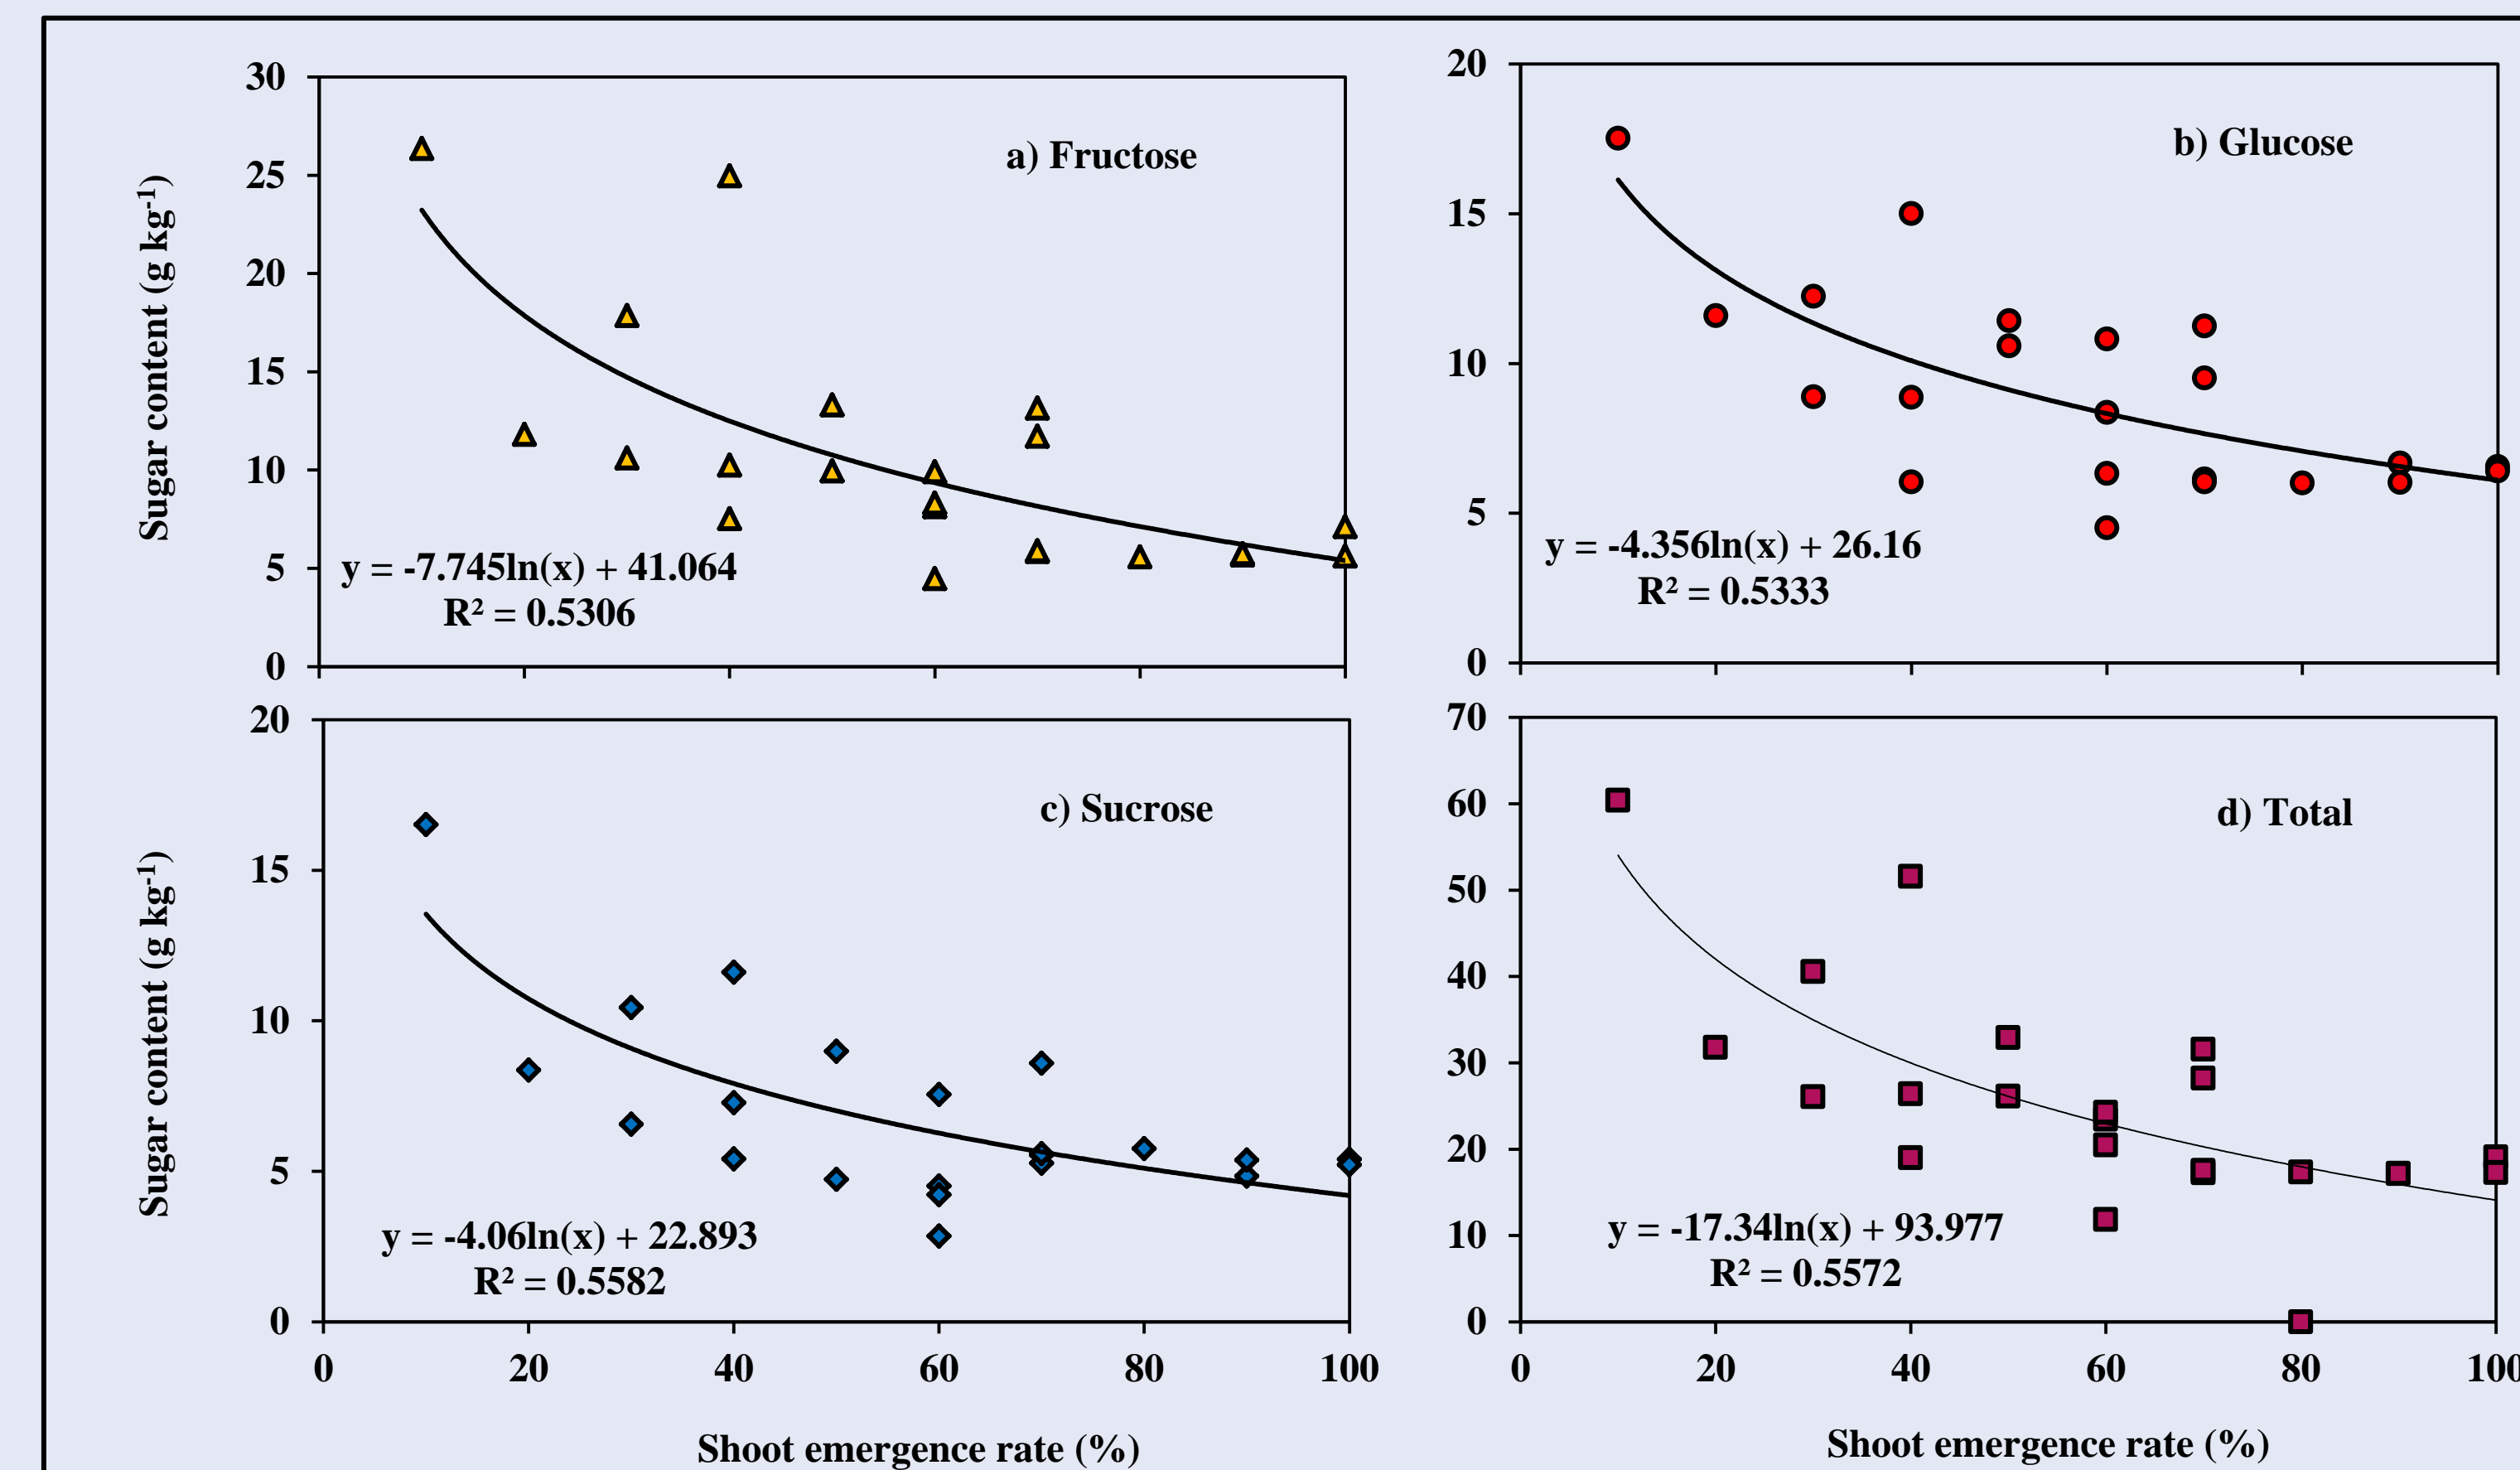 a) Fructose
Sugar content (g kg-1)
30
25
20
15
10
5
0
y = -7.745ln(x) + 41.064
R² = 0.5306
b) Glucose
20
15
10
5
0
y = -4.356ln(x) + 26.16
R² = 0.5333
c) Sucrose
Sugar content (g kg-1)
20
15
10
5
0
y = -4.06ln(x) + 22.893
R² = 0.5582
0 20 40 60 80 100
Shoot emergence rate (%)
d) Total
70
60
50
40
30
20
10
0
y = -17.34ln(x) + 93.977
R² = 0.5572
0 20 40 60 80 100
Shoot emergence rate (%)